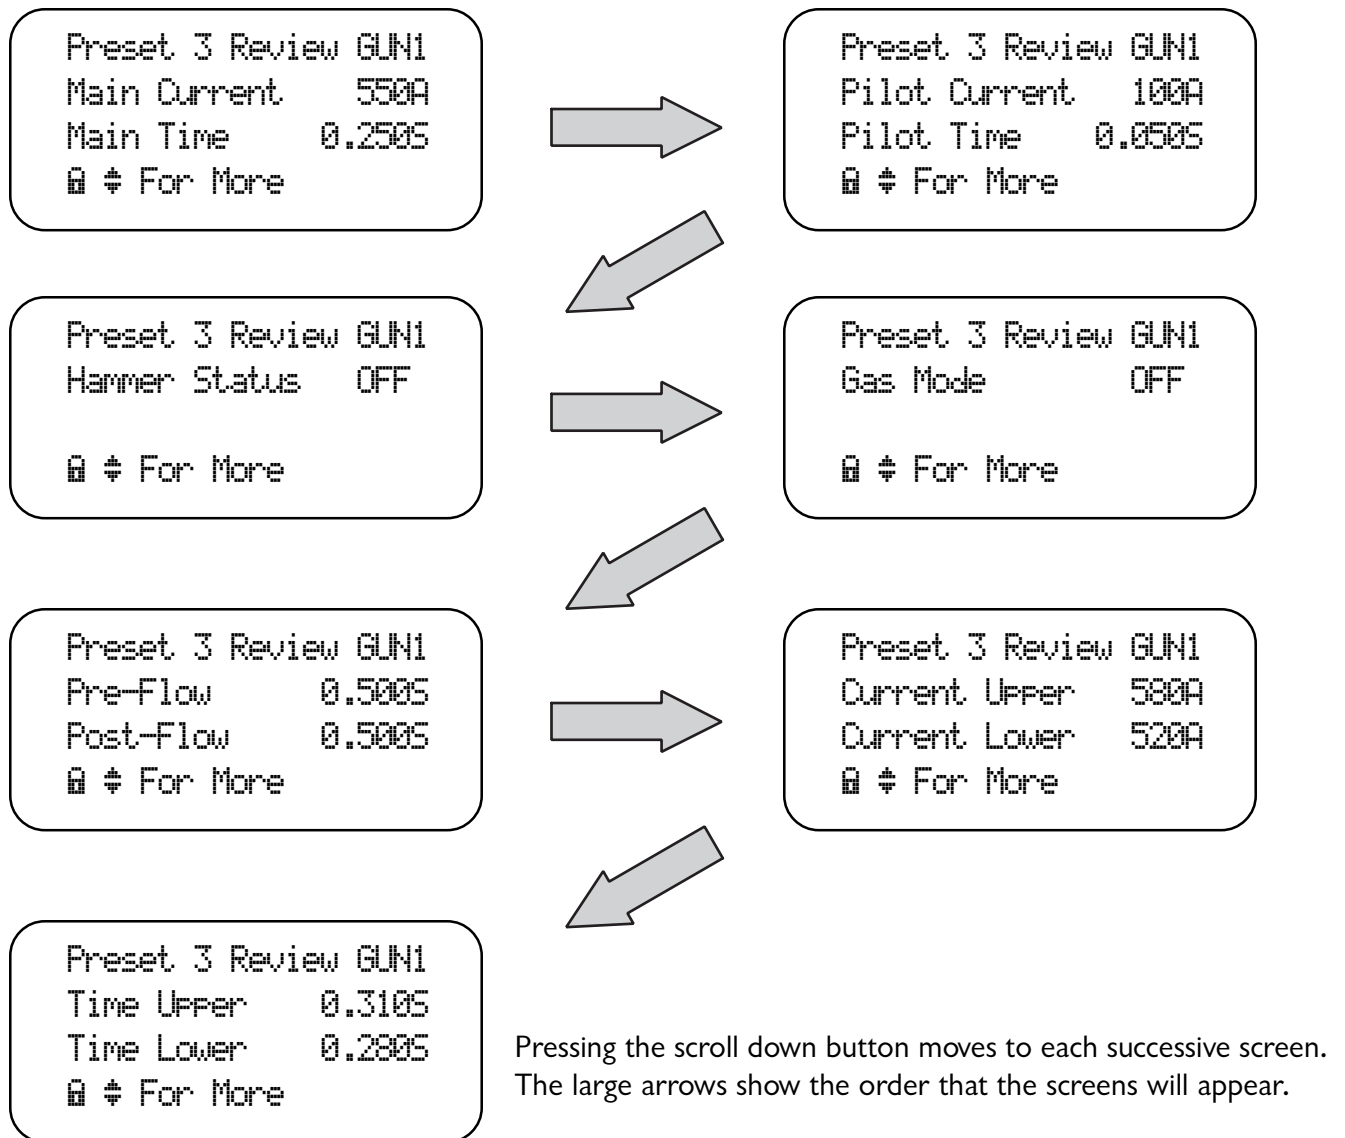 Preset 3 Review GUN1
Main Current 550A
Main Time 0.250S
For More
Preset 3 Review GUN1
Pilot Current 100A
Pilot Time 0.050S
For More
Preset 3 Review GUN1
Hammer Status OFF
For More
Preset 3 Review GUN1
Gas Mode OFF
For More
Preset 3 Review GUN1
Pre-Flow 0.500S
Post-Flow 0.500S
For More
Preset 3 Review GUN1
Current Upper 580A
Current Lower 520A
For More
Preset 3 Review GUN1
Time Upper 0.310S
Time Lower 0.280S
For More
Pressing the scroll down button moves to each successive screen.
The large arrows show the order that the screens will appear.